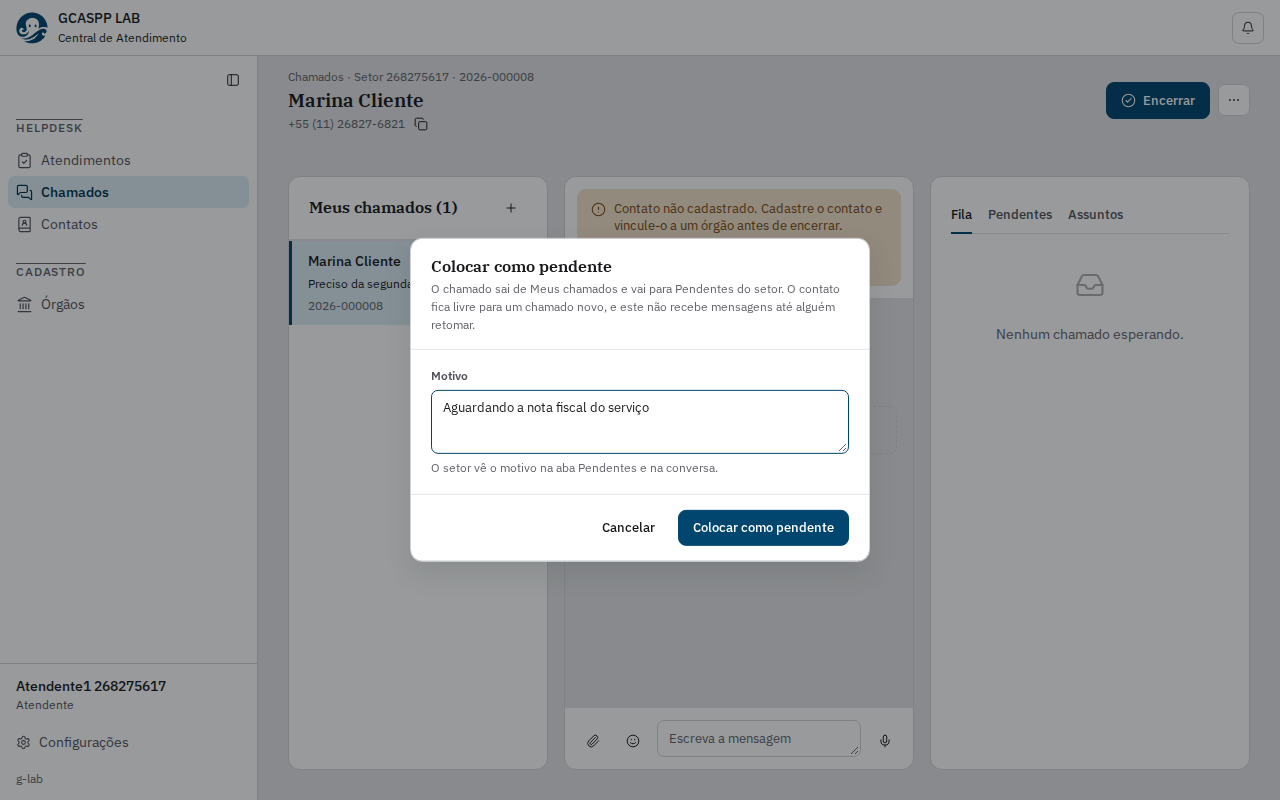 GCASPP LAB
Central de Atendimento
HELPDESK
Atendimentos
Chamados
Contatos
CADASTRO
Órgãos
Atendente1 268275617
Atendente
Configurações
g-lab
Chamados · Setor 268275617 · 2026-000008
Marina Cliente
+55 (11) 26827-6821
Encerrar
Meus chamados (1)
Marina Cliente
Preciso da segunda
2026-000008
Contato não cadastrado. Cadastre o contato e
vincule-o a um órgão antes de encerrar.
Colocar como pendente
O chamado sai de Meus chamados e vai para Pendentes do setor. O contato
fica livre para um chamado novo, e este não recebe mensagens até alguém
retomar.
Motivo
Aguardando a nota fiscal do serviço
O setor vê o motivo na aba Pendentes e na conversa.
Cancelar
Colocar como pendente
Escreva a mensagem
Fila Pendentes Assuntos
Nenhum chamado esperando.